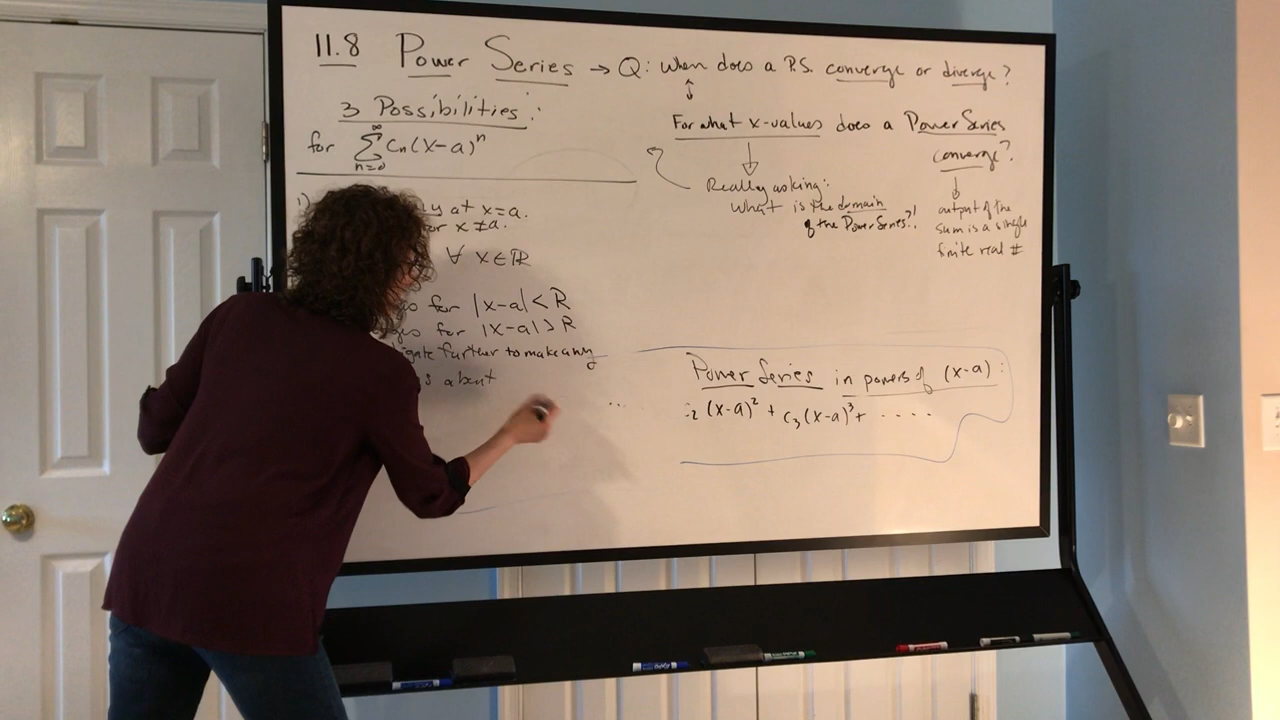 11.8 Power Series → Q: When does a P.S. converge or diverge?
3 Possibilities:
for ∑_{n=0}^{∞} Cn(x-a)^n
For what x-values does a Power Series
converge?
Really asking:
What is the domain
of the Power Series?!
output of the
sum is a single
finite real #
1)
at x=a.
x≠a.
∀ x∈ℝ
for |x-a|<R
for |x-a|>R
further to make any
about
Power Series in powers of (x-a):
(x-a)² + C₃(x-a)³+ ....